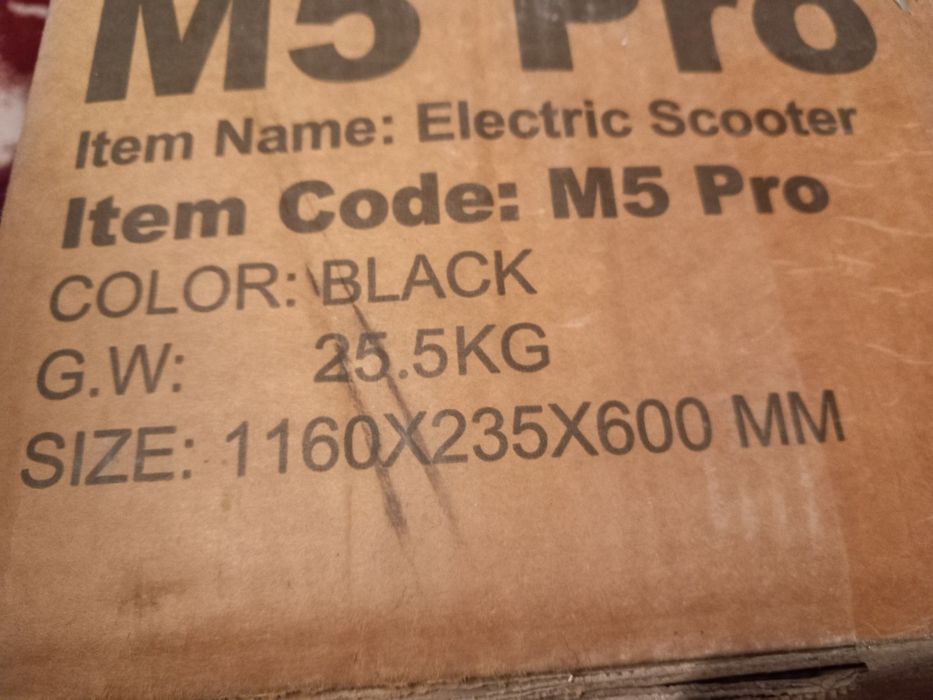 M5 Pro
Item Name: Electric Scooter
Item Code: M5 Pro
COLOR: BLACK
G.W: 25.5KG
SIZE: 1160X235X600 MM